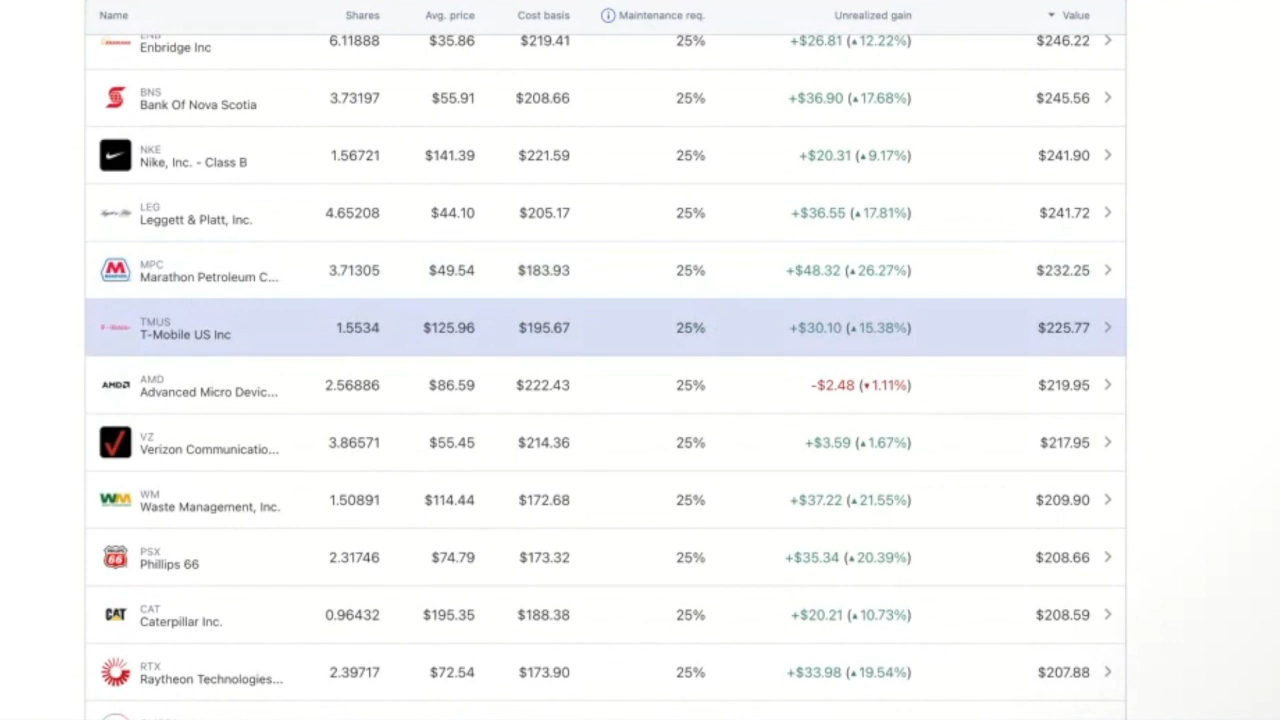 Name Shares Avg. price Cost basis Maintenance req. Unrealized gain Value
ENB
Enbridge Inc 6.11888 $35.86 $219.41 25% +$26.81 (▲12.22%) $246.22
BNS
Bank Of Nova Scotia 3.73197 $55.91 $208.66 25% +$36.90 (▲17.68%) $245.56
NKE
Nike, Inc. - Class B 1.56721 $141.39 $221.59 25% +$20.31 (▲9.17%) $241.90
LEG
Leggett & Platt, Inc. 4.65208 $44.10 $205.17 25% +$36.55 (▲17.81%) $241.72
MPC
Marathon Petroleum C... 3.71305 $49.54 $183.93 25% +$48.32 (▲26.27%) $232.25
TMUS
T-Mobile US Inc 1.5534 $125.96 $195.67 25% +$30.10 (▲15.38%) $225.77
AMD
AMD Advanced Micro Devic... 2.56886 $86.59 $222.43 25% -$2.48 (▼1.11%) $219.95
VZ
Verizon Communicatio... 3.86571 $55.45 $214.36 25% +$3.59 (▲1.67%) $217.95
WM
WM Waste Management, Inc. 1.50891 $114.44 $172.68 25% +$37.22 (▲21.55%) $209.90
PSX
66 Phillips 66 2.31746 $74.79 $173.32 25% +$35.34 (▲20.39%) $208.66
CAT
CAT Caterpillar Inc. 0.96432 $195.35 $188.38 25% +$20.21 (▲10.73%) $208.59
RTX
Raytheon Technologies... 2.39717 $72.54 $173.90 25% +$33.98 (▲19.54%) $207.88